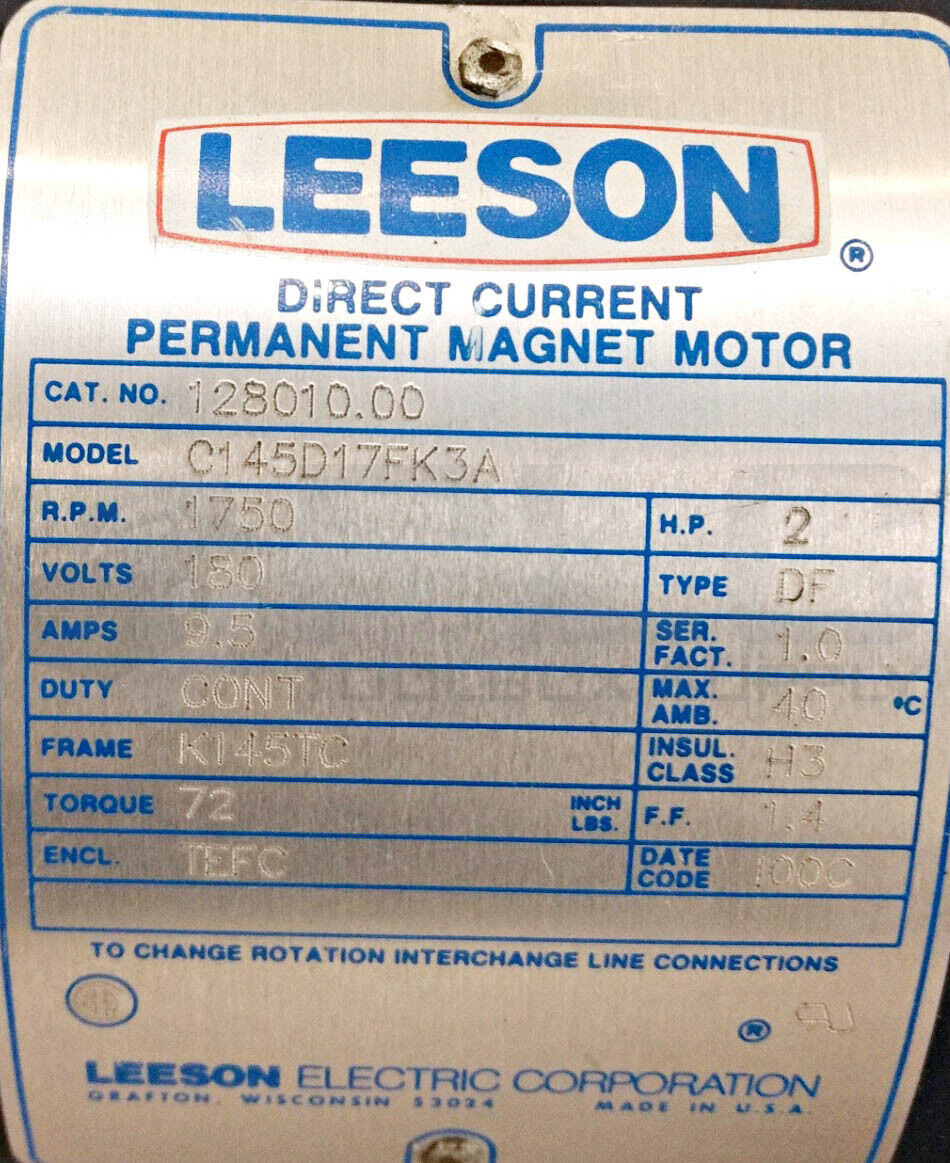 LEESON
®
DIRECT CURRENT
PERMANENT MAGNET MOTOR
CAT. NO. 128010.00
MODEL C145D17FK3A
R.P.M. 1750 H.P. 2
VOLTS 180 TYPE DF
AMPS 9.5 SER. FACT. 1.0
DUTY CONT MAX. AMB. 40 °C
FRAME K145TC INSUL. CLASS H3
TORQUE 72 INCH LBS. F.F. 1.4
ENCL. TEFC DATE CODE 100C
TO CHANGE ROTATION INTERCHANGE LINE CONNECTIONS
®
LEESON ELECTRIC CORPORATION
GRAFTON, WISCONSIN 53024 MADE IN U.S.A.